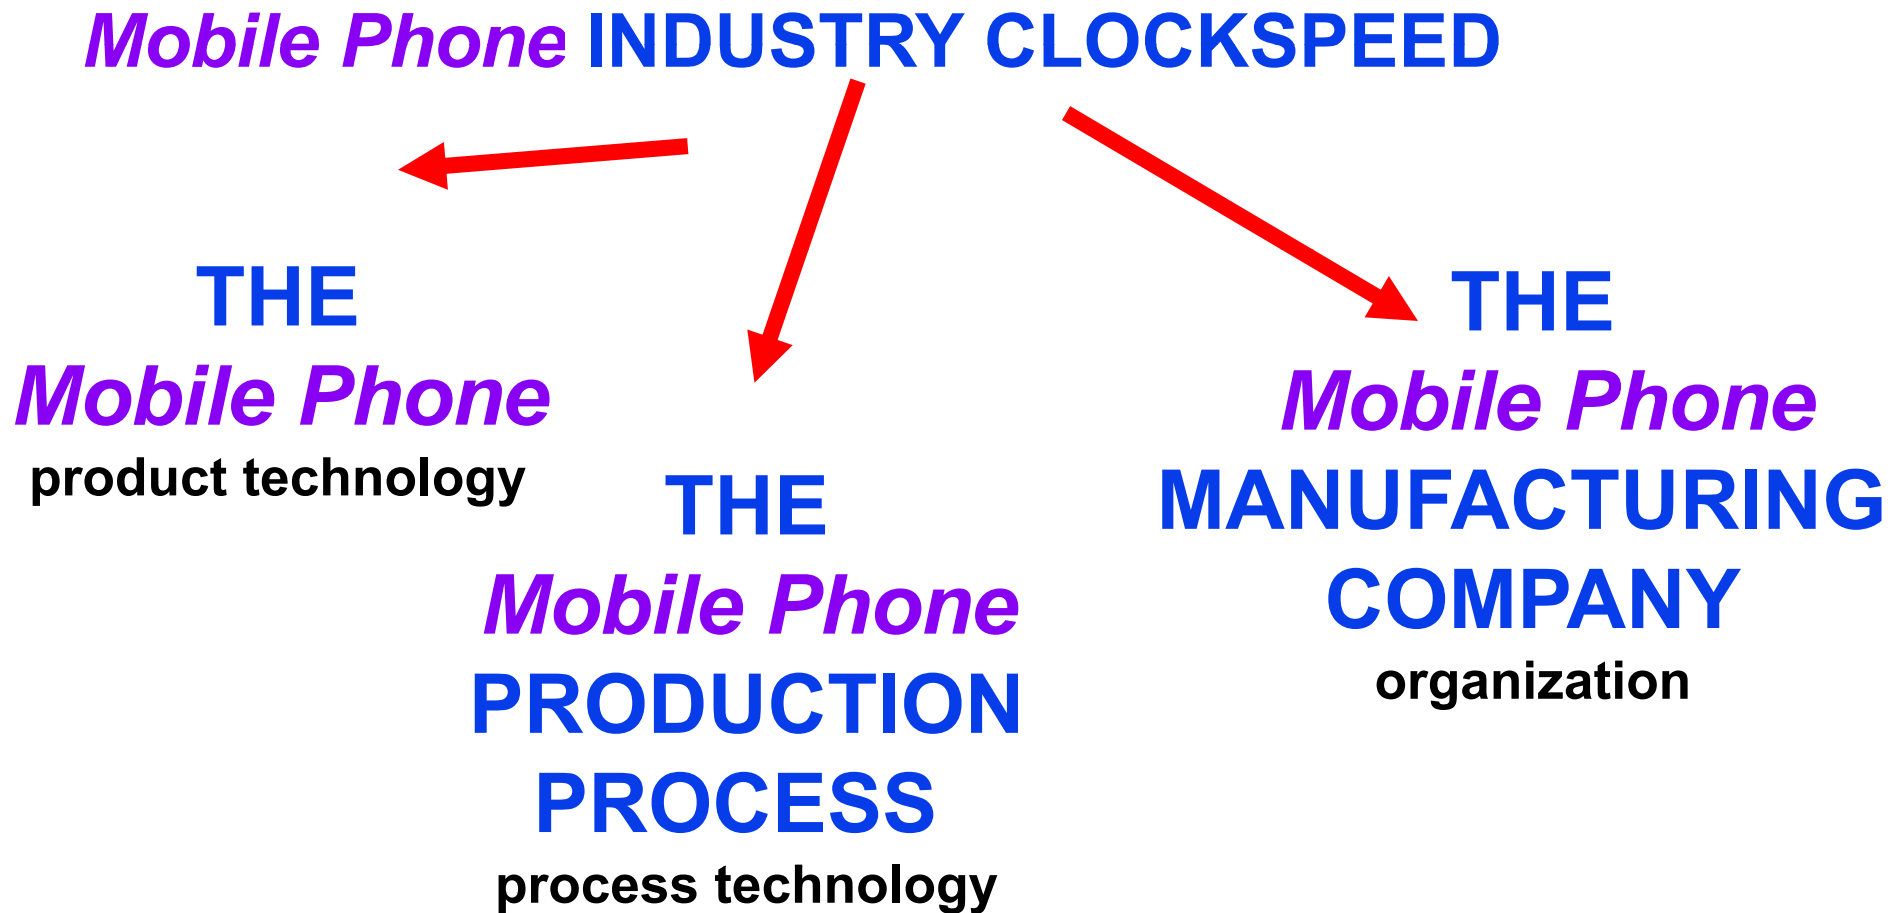 Mobile Phone INDUSTRY CLOCKSPEED
THE
Mobile Phone
product technology
THE
Mobile Phone
PRODUCTION
PROCESS
process technology
THE
Mobile Phone
MANUFACTURING
COMPANY
organization